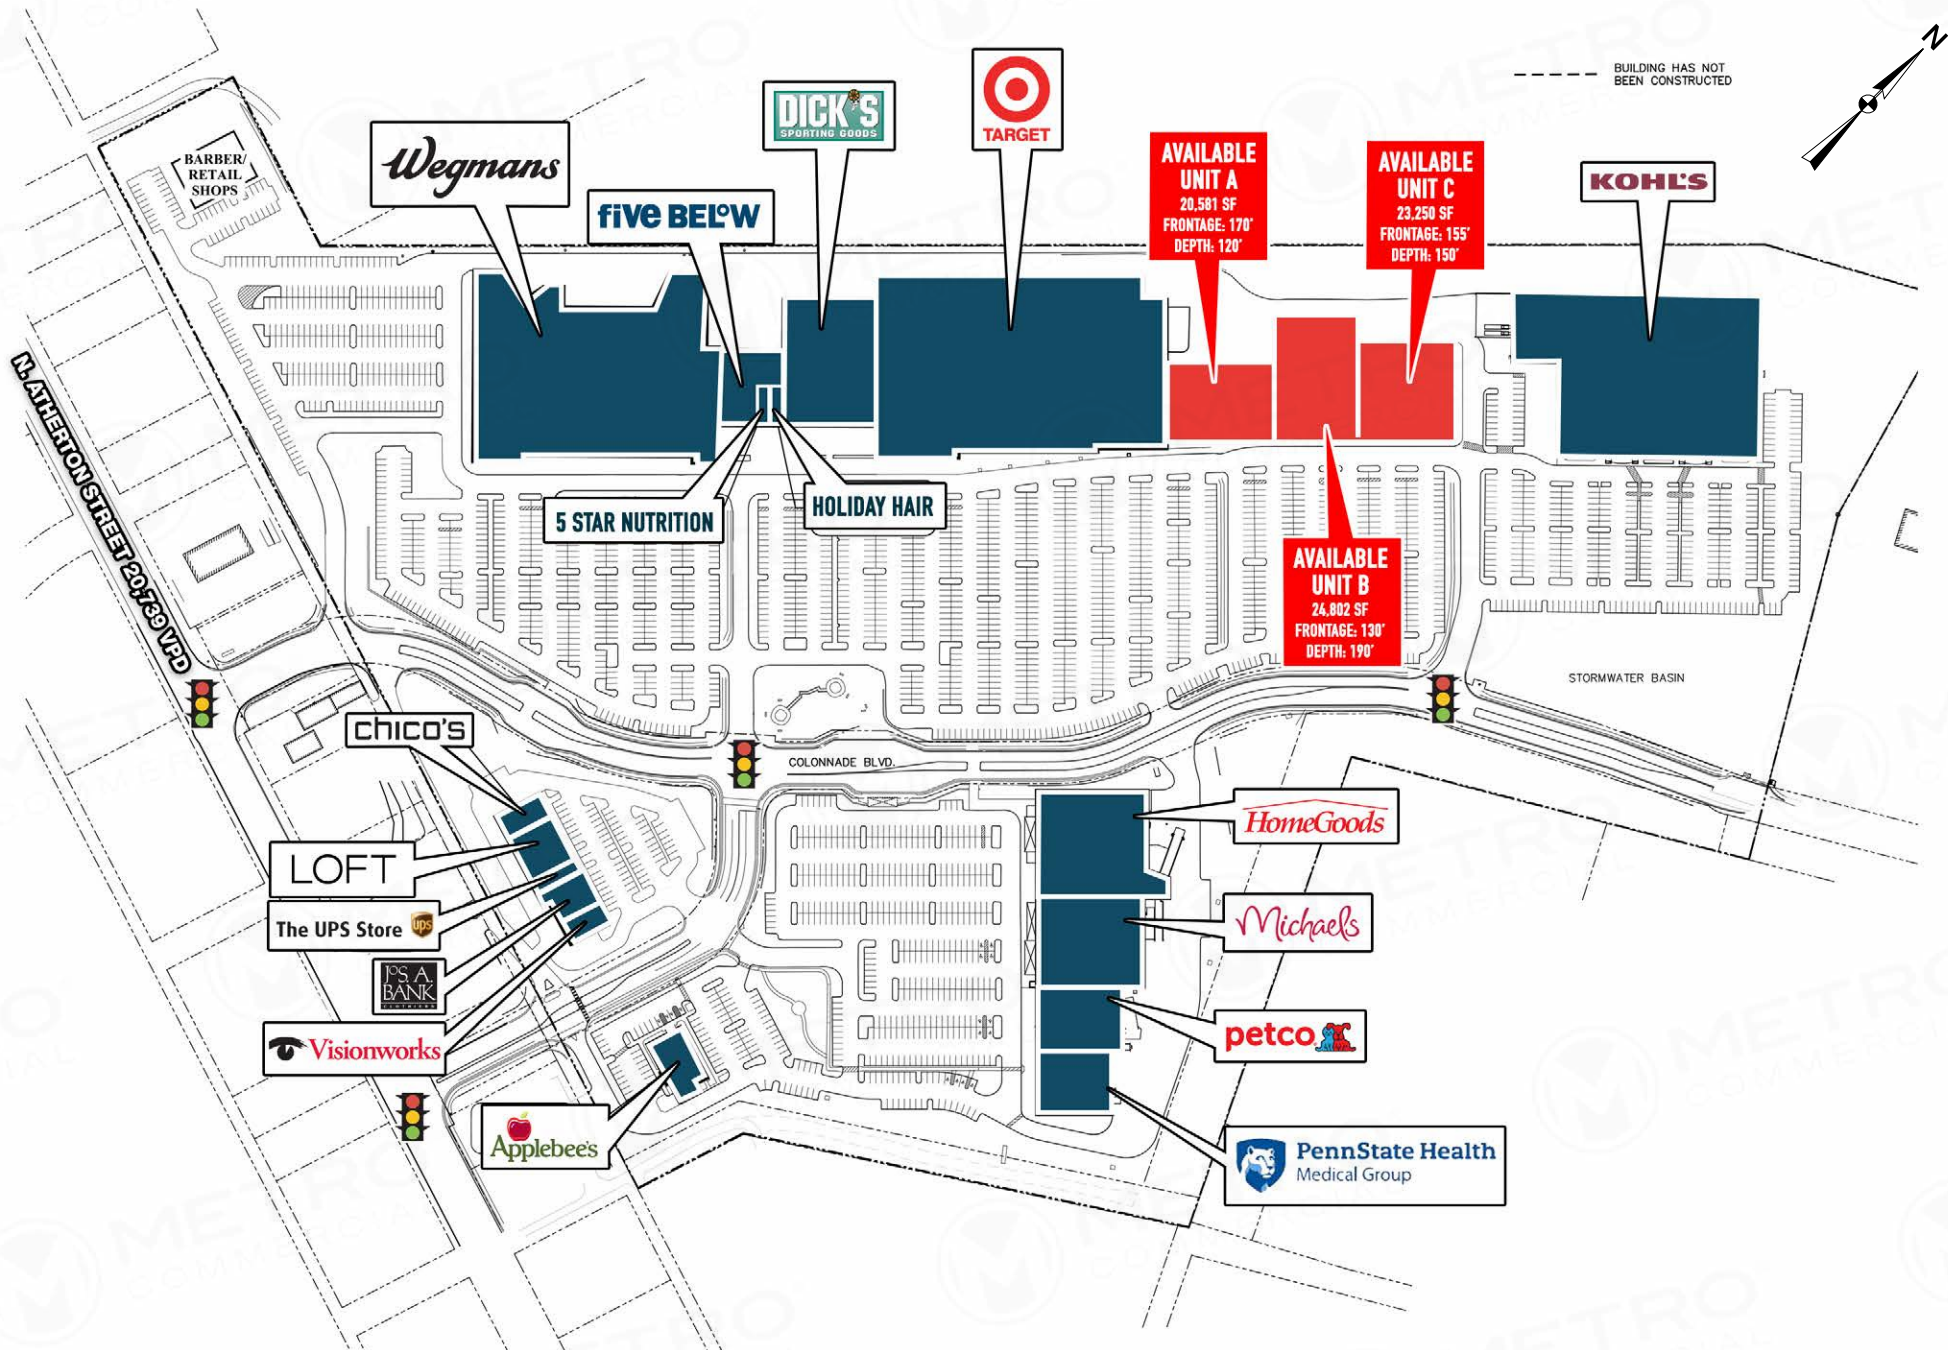 BUILDING HAS NOT
BEEN CONSTRUCTED
N
BARBER/
RETAIL
SHOPS
Wegmans
five BELOW
DICK'S
SPORTING GOODS
TARGET
AVAILABLE
UNIT A
20,581 SF
FRONTAGE: 170'
DEPTH: 120'
AVAILABLE
UNIT C
23,250 SF
FRONTAGE: 155'
DEPTH: 150'
KOHL'S
N. ATHERTON STREET 20,739 VPD
5 STAR NUTRITION
HOLIDAY HAIR
AVAILABLE
UNIT B
24,802 SF
FRONTAGE: 130'
DEPTH: 190'
STORMWATER BASIN
COLONNADE BLVD.
chico's
LOFT
The UPS Store
ups
JoS. A.
BANK
Visionworks
Applebee's
HomeGoods
Michaels
petco
PennState Health
Medical Group
METRO
COMMERCIAL